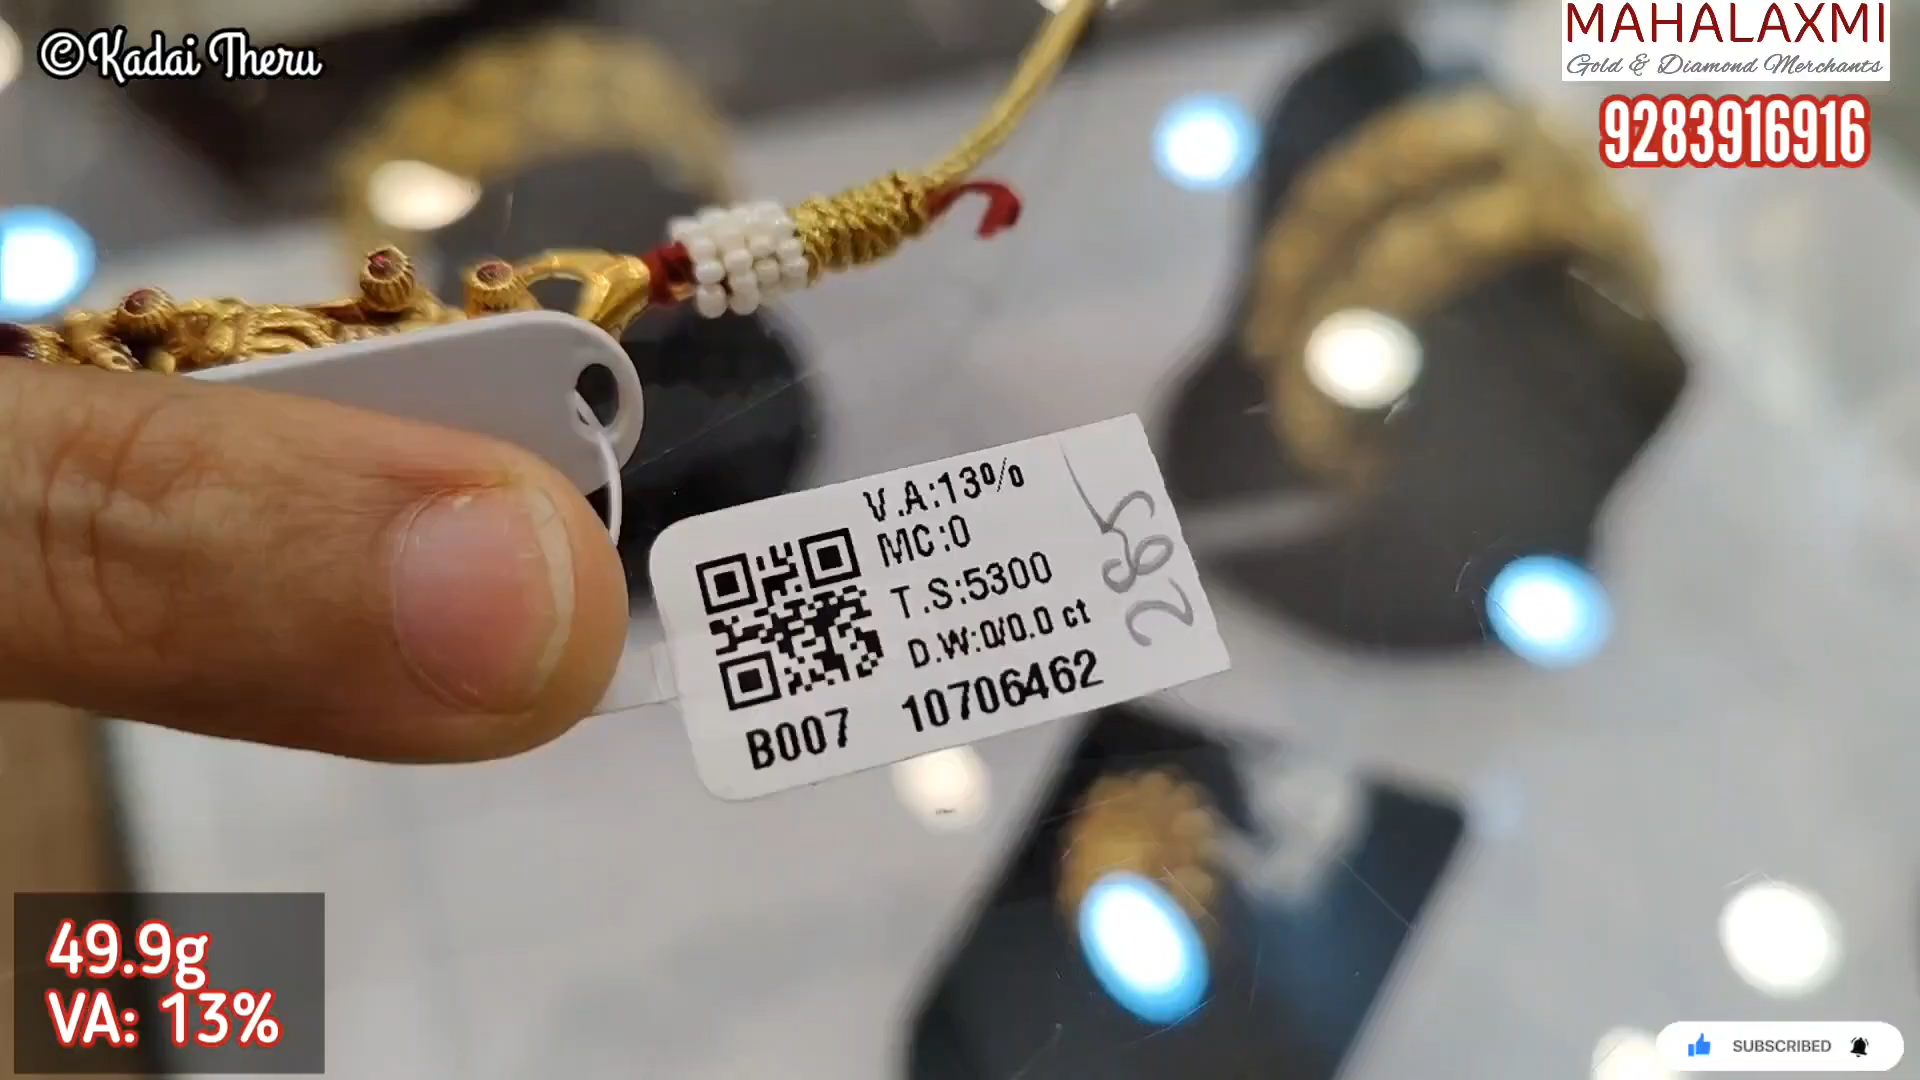 ©Kadai Theru
MAHALAXMI
Gold & Diamond Merchants
9283916916
V.A:13%
MC:0
T.S:5300
D.W:0/0.0 ct
B007 10706462
265
49.9g
VA: 13%
SUBSCRIBED